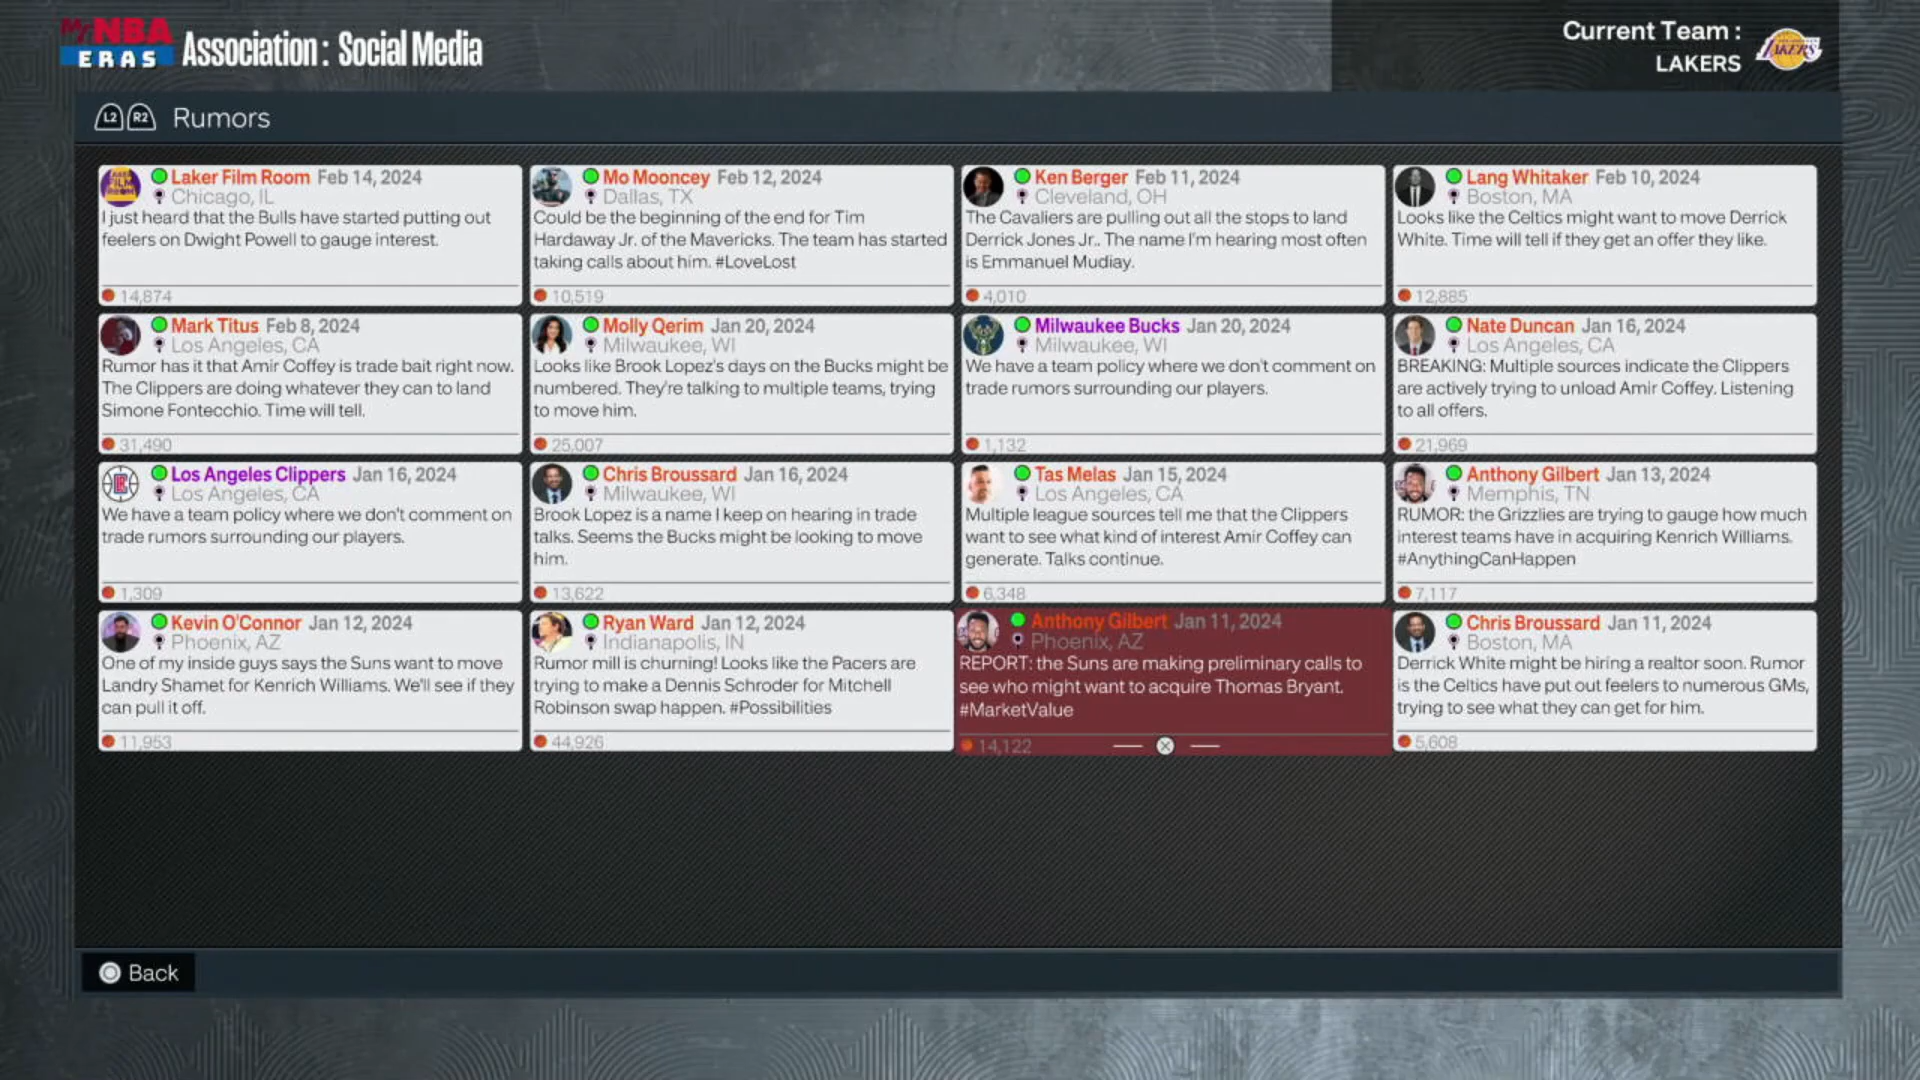 MyNBA
ERAS
Association : Social Media
Current Team :
LAKERS
LAKERS
L2 R2 Rumors
Laker Film Room Feb 14, 2024
Chicago, IL
I just heard that the Bulls have started putting out
feelers on Dwight Powell to gauge interest.
14,874
Mo Mooncey Feb 12, 2024
Dallas, TX
Could be the beginning of the end for Tim
Hardaway Jr. of the Mavericks. The team has started
taking calls about him. #LoveLost
10,519
Ken Berger Feb 11, 2024
Cleveland, OH
The Cavaliers are pulling out all the stops to land
Derrick Jones Jr.. The name I'm hearing most often
is Emmanuel Mudiay.
4,010
Lang Whitaker Feb 10, 2024
Boston, MA
Looks like the Celtics might want to move Derrick
White. Time will tell if they get an offer they like.
12,885
Mark Titus Feb 8, 2024
Los Angeles, CA
Rumor has it that Amir Coffey is trade bait right now.
The Clippers are doing whatever they can to land
Simone Fontecchio. Time will tell.
31,490
Molly Qerim Jan 20, 2024
Milwaukee, WI
Looks like Brook Lopez's days on the Bucks might be
numbered. They're talking to multiple teams, trying
to move him.
25,007
Milwaukee Bucks Jan 20, 2024
Milwaukee, WI
We have a team policy where we don't comment on
trade rumors surrounding our players.
1,132
Nate Duncan Jan 16, 2024
Los Angeles, CA
BREAKING: Multiple sources indicate the Clippers
are actively trying to unload Amir Coffey. Listening
to all offers.
21,969
Los Angeles Clippers Jan 16, 2024
Los Angeles, CA
We have a team policy where we don't comment on
trade rumors surrounding our players.
1,309
Chris Broussard Jan 16, 2024
Milwaukee, WI
Brook Lopez is a name I keep on hearing in trade
talks. Seems the Bucks might be looking to move
him.
13,622
Tas Melas Jan 15, 2024
Los Angeles, CA
Multiple league sources tell me that the Clippers
want to see what kind of interest Amir Coffey can
generate. Talks continue.
6,348
Anthony Gilbert Jan 13, 2024
Memphis, TN
RUMOR: the Grizzlies are trying to gauge how much
interest teams have in acquiring Kenrich Williams.
#AnythingCanHappen
7,117
Kevin O'Connor Jan 12, 2024
Phoenix, AZ
One of my inside guys says the Suns want to move
Landry Shamet for Kenrich Williams. We'll see if they
can pull it off.
11,953
Ryan Ward Jan 12, 2024
Indianapolis, IN
Rumor mill is churning! Looks like the Pacers are
trying to make a Dennis Schroder for Mitchell
Robinson swap happen. #Possibilities
44,926
Anthony Gilbert Jan 11, 2024
Phoenix, AZ
REPORT: the Suns are making preliminary calls to
see who might want to acquire Thomas Bryant.
#MarketValue
14,122
Chris Broussard Jan 11, 2024
Boston, MA
Derrick White might be hiring a realtor soon. Rumor
is the Celtics have put out feelers to numerous GMs,
trying to see what they can get for him.
5,608
Back